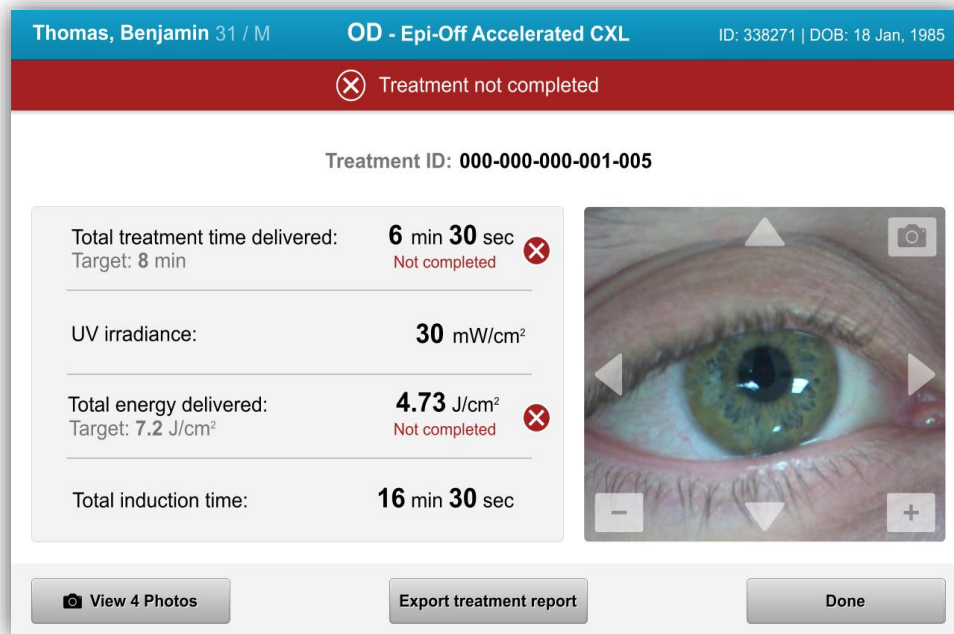 Thomas, Benjamin 31 / M
OD - Epi-Off Accelerated CXL
ID: 338271 | DOB: 18 Jan, 1985
Treatment not completed
Treatment ID: 000-000-000-001-005
Total treatment time delivered: 6 min 30 sec
Target: 8 min Not completed
UV irradiance: 30 mW/cm²
Total energy delivered: 4.73 J/cm²
Target: 7.2 J/cm² Not completed
Total induction time: 16 min 30 sec
View 4 Photos
Export treatment report
Done